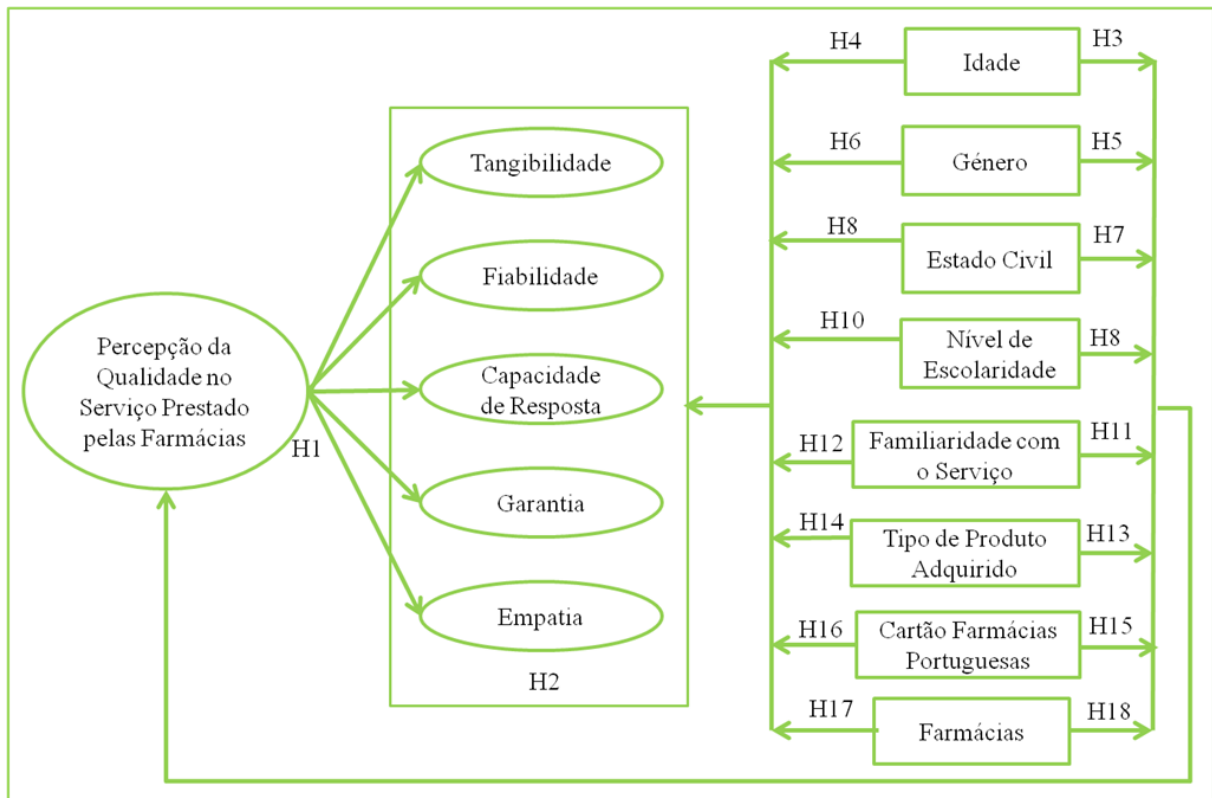 Percepção da
Qualidade no
Serviço Prestado
pelas Farmácias
H1
Tangibilidade
Fiabilidade
Capacidade
de Resposta
Garantia
Empatia
H2
H4
Idade
H3
H6
Género
H5
H8
Estado Civil
H7
H10
Nível de
Escolaridade
H8
H12
Familiaridade com
o Serviço
H11
H14
Tipo de Produto
Adquirido
H13
H16
Cartão Farmácias
Portuguesas
H15
H17
Farmácias
H18